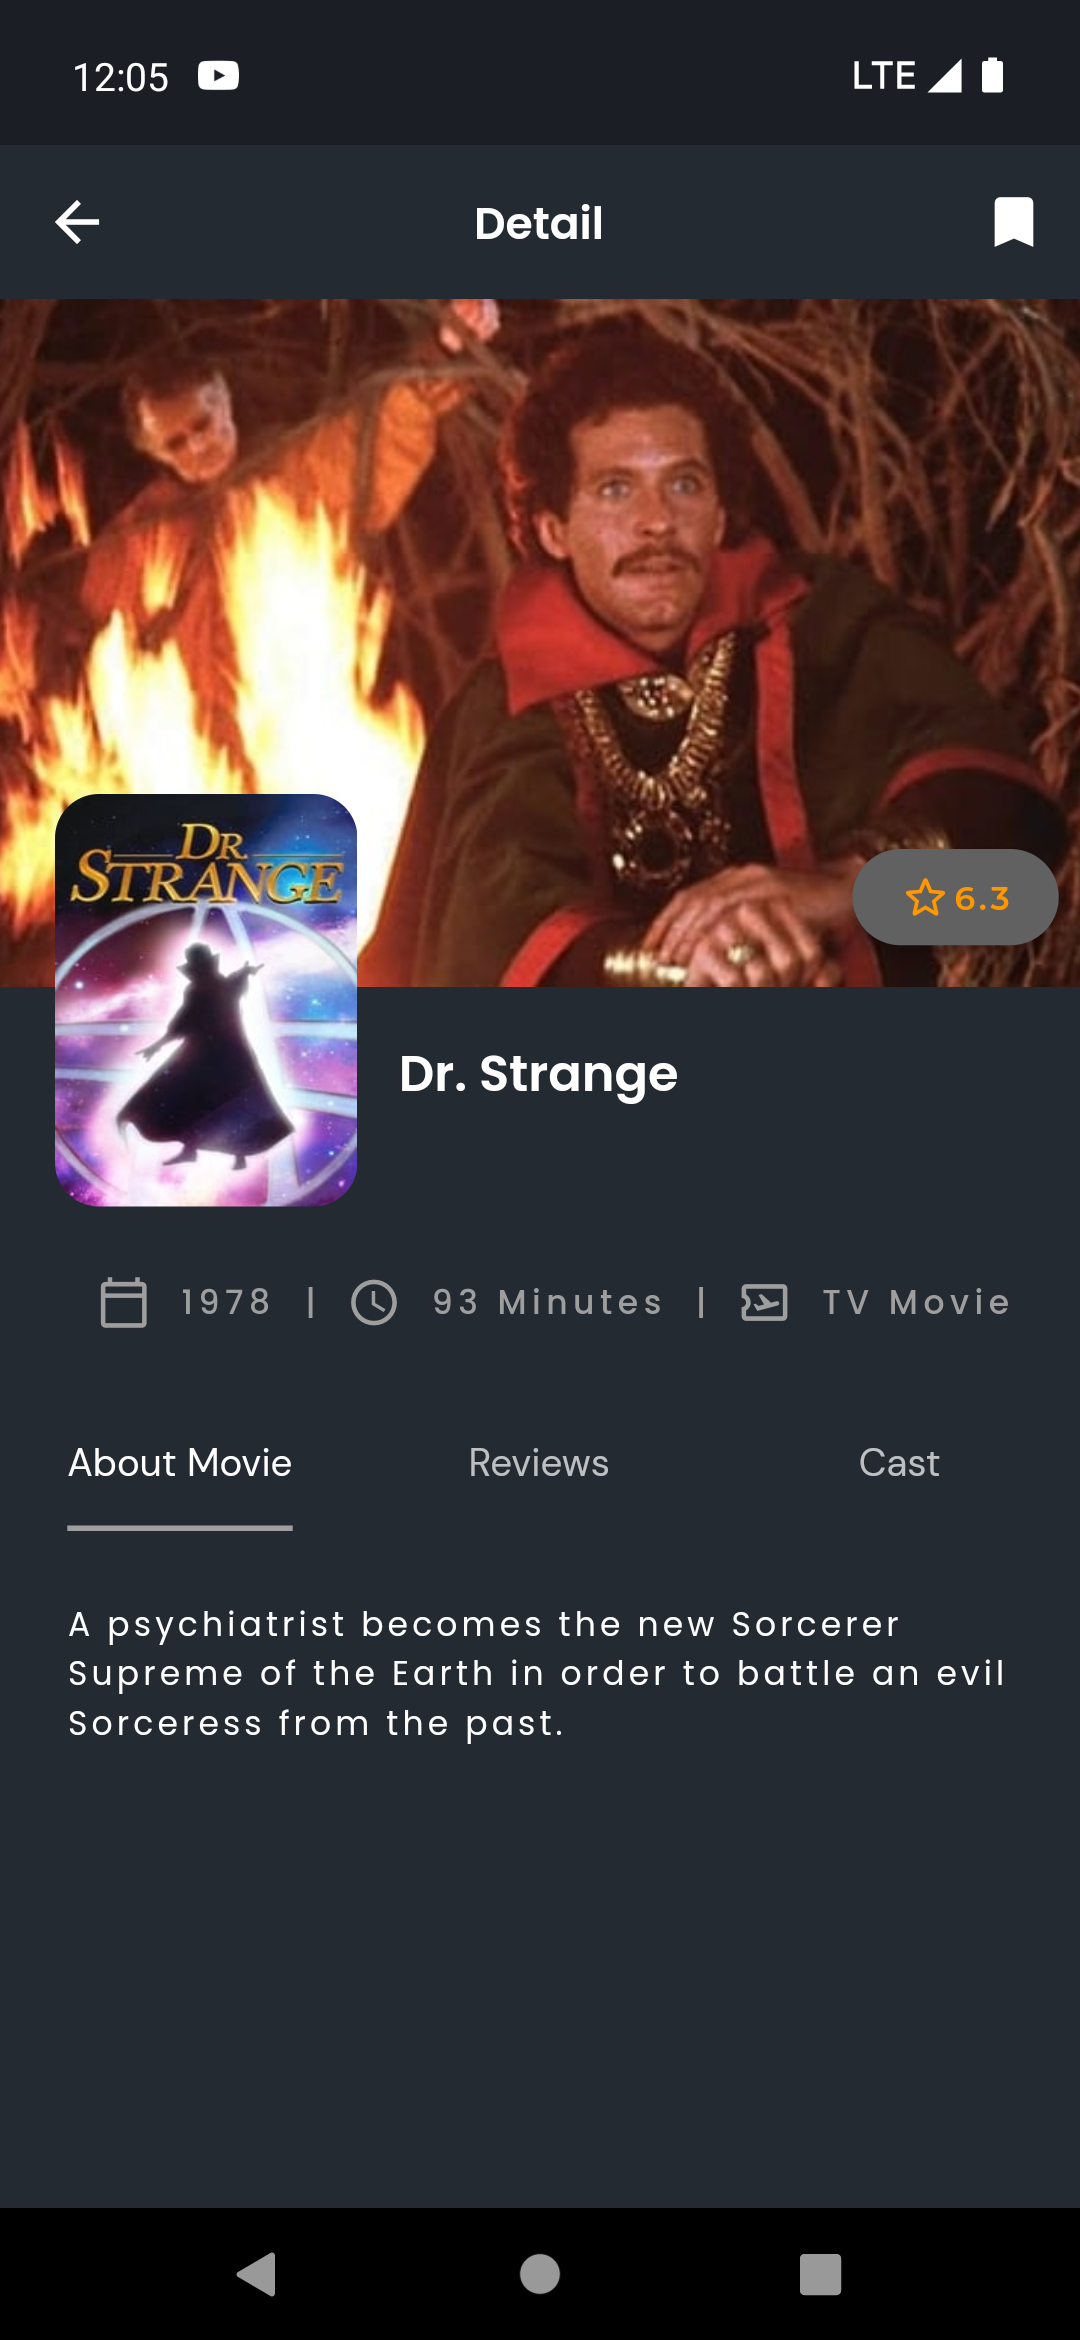 12:05
LTE
Detail
DR.
STRANGE
6.3
Dr. Strange
1978 | 93 Minutes | TV Movie
About Movie Reviews Cast
A psychiatrist becomes the new Sorcerer
Supreme of the Earth in order to battle an evil
Sorceress from the past.